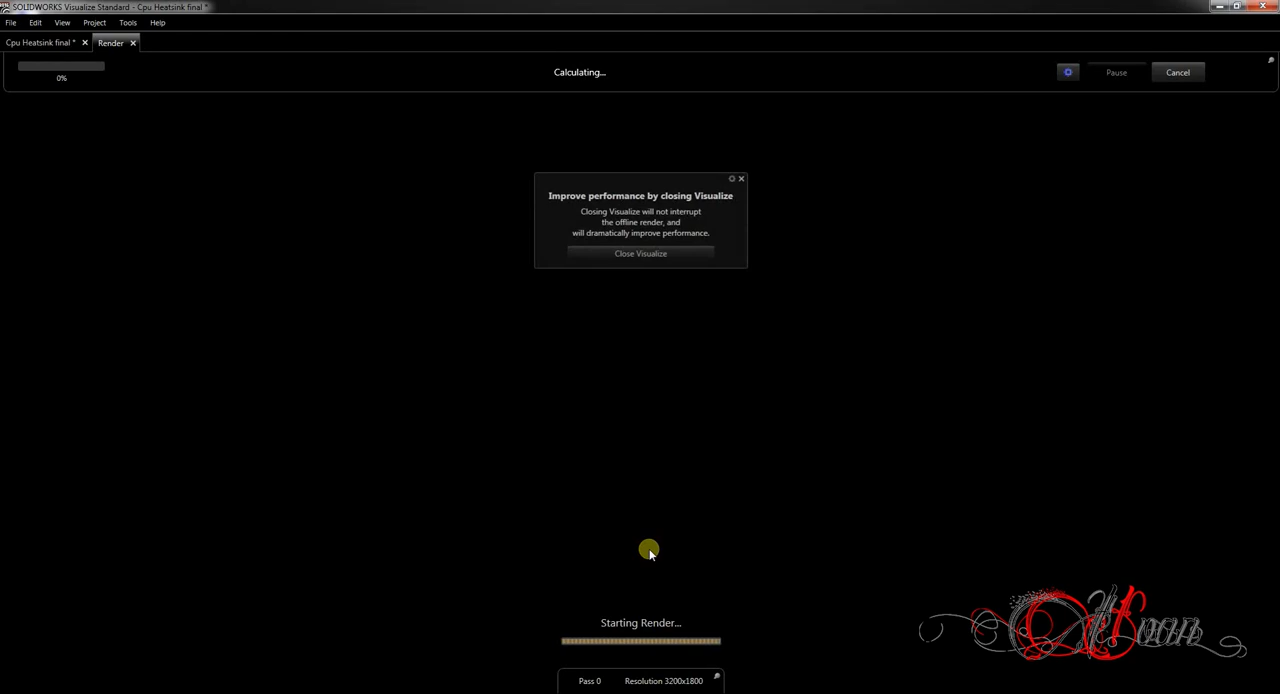 SOLIDWORKS Visualize Standard - Cpu Heatsink final *
File Edit View Project Tools Help
Cpu Heatsink final * Render
0%
Calculating...
Pause
Cancel
Improve performance by closing Visualize
Closing Visualize will not interrupt
the offline render, and
will dramatically improve performance.
Close Visualize
Starting Render...
Pass 0 Resolution 3200x1800